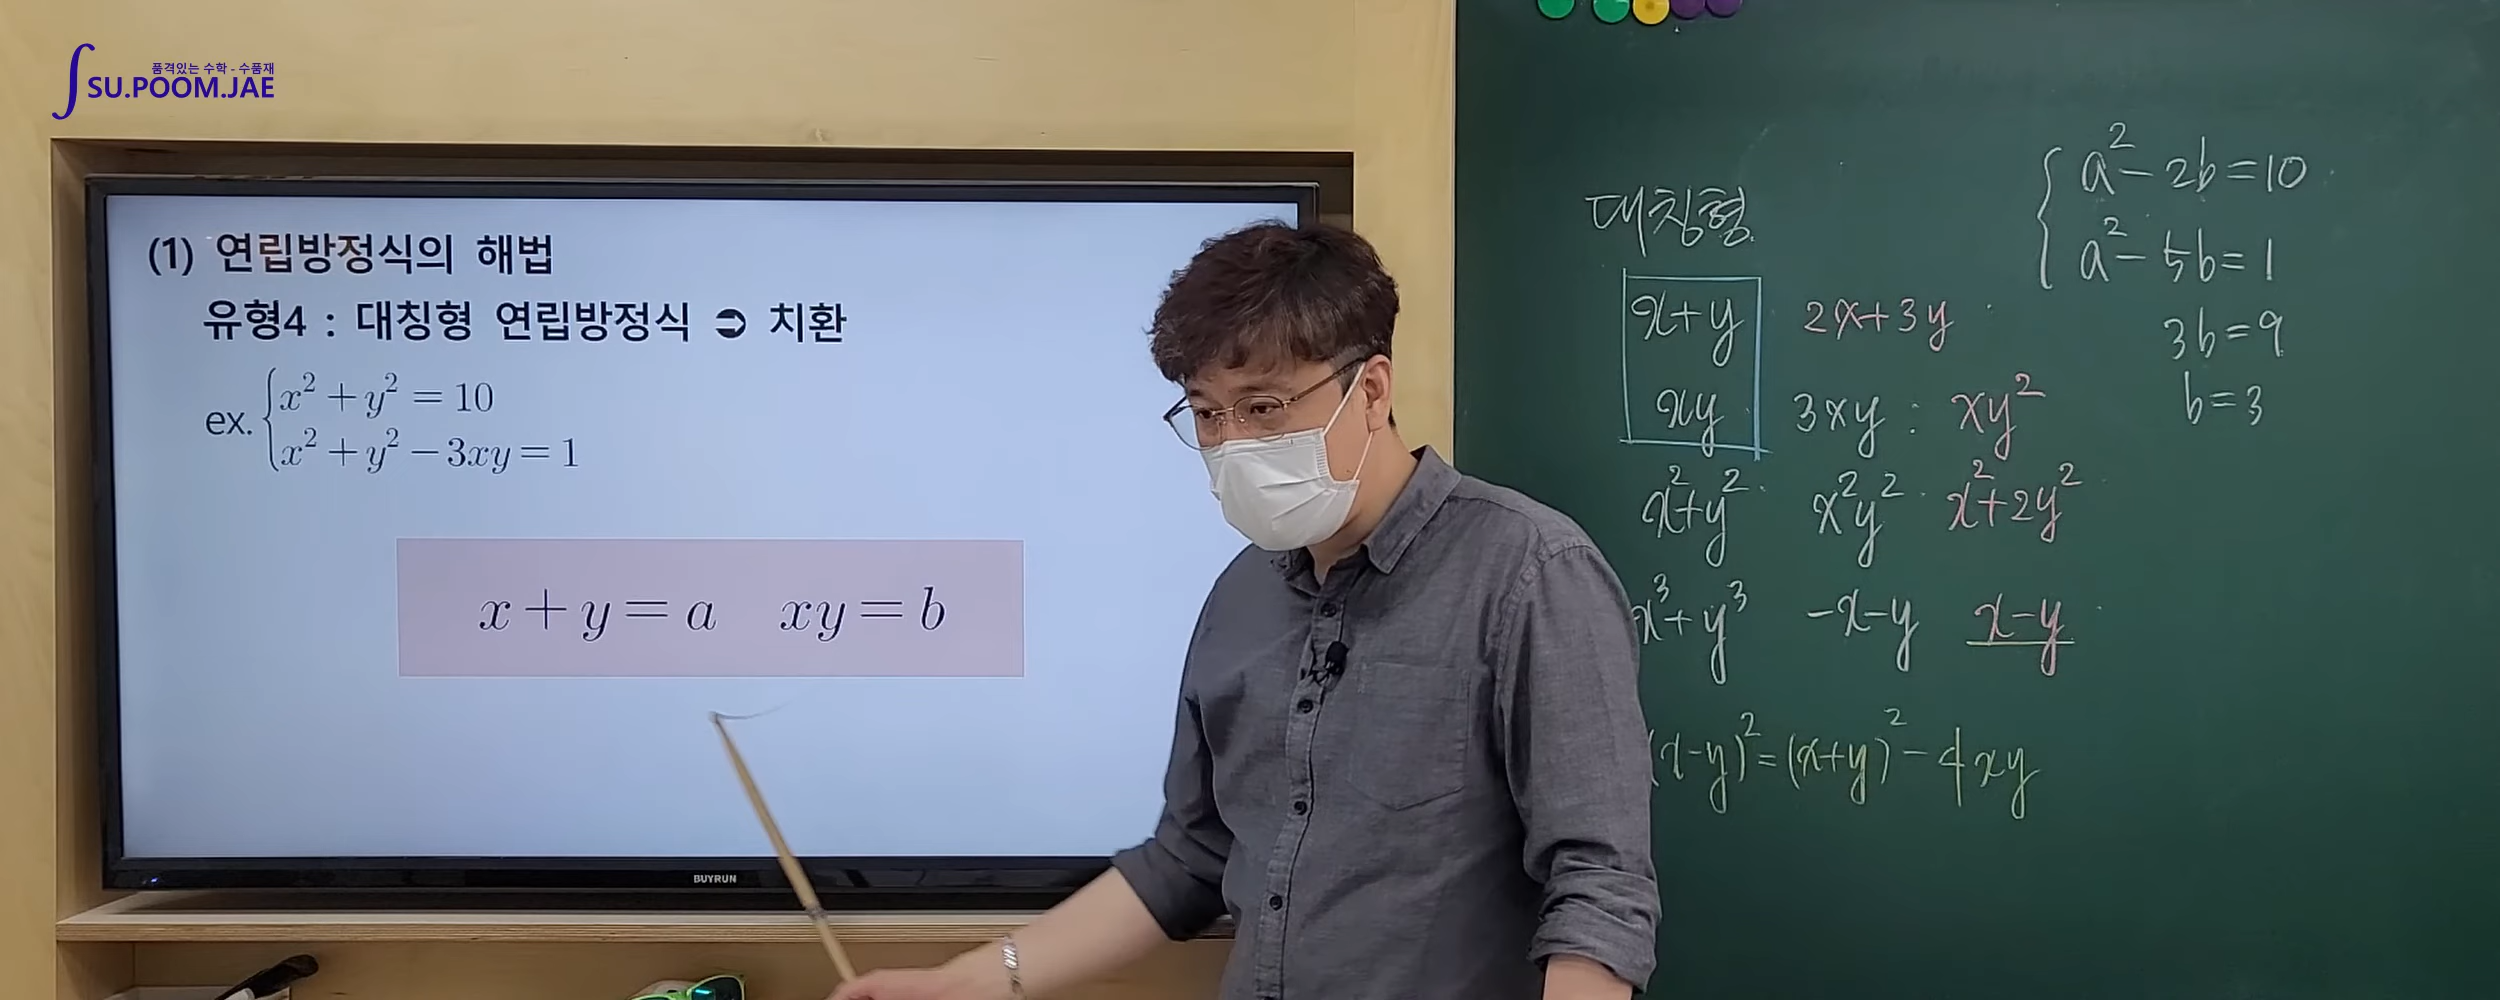 품격있는 수학 - 수품재
SU.POOM.JAE
(1) 연립방정식의 해법
유형4 : 대칭형 연립방정식 ➲ 치환
ex. { x² + y² = 10
x² + y² − 3xy = 1
x + y = a xy = b
BUYRUN
대칭형
x+y 2x+3y
xy 3xy xy²
x²+y² x²y² x²+2y²
x³+y³ -x-y x-y
(x-y)²=(x+y)²-4xy
{ a²-2b=10
a²-5b=1
3b=9
b=3